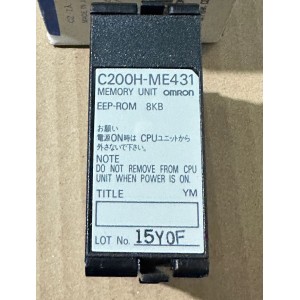 C200H-ME431
MEMORY UNIT OMRON
EEP-ROM 8KB
お願い
電源ON時は CPUユニットから
外さないで下さい。
NOTE
DO NOT REMOVE FROM CPU
UNIT WHEN POWER IS ON.
TITLE YM
LOT No. 15Y0F